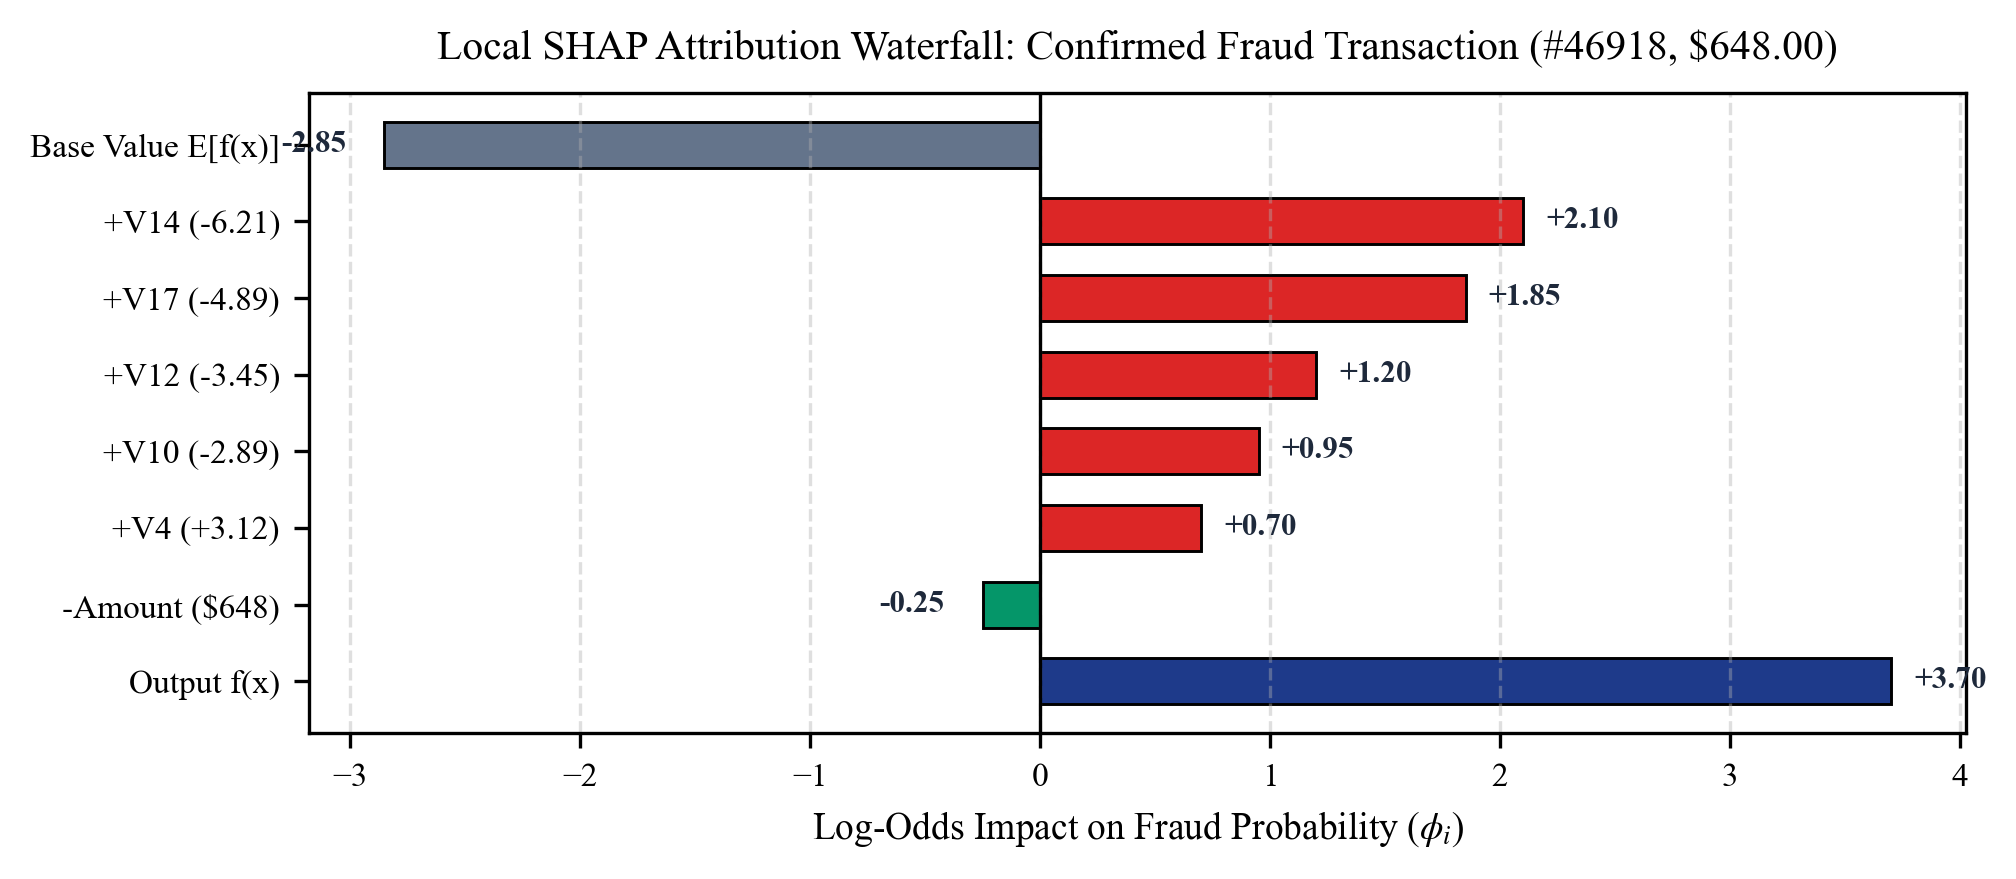 Local SHAP Attribution Waterfall: Confirmed Fraud Transaction (#46918, $648.00)
Base Value E[f(x)] -2.85
+V14 (-6.21) +2.10
+V17 (-4.89) +1.85
+V12 (-3.45) +1.20
+V10 (-2.89) +0.95
+V4 (+3.12) +0.70
-Amount ($648) -0.25
Output f(x) +3.70
−3 −2 −1 0 1 2 3 4
Log-Odds Impact on Fraud Probability (ϕᵢ)